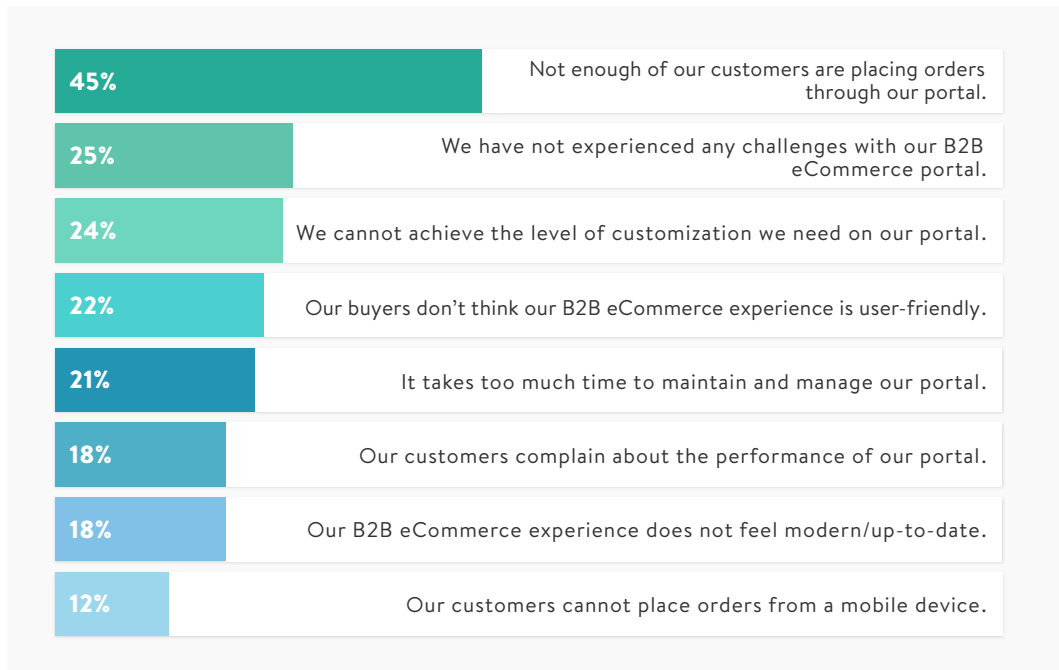 45%
Not enough of our customers are placing orders
through our portal.
25%
We have not experienced any challenges with our B2B
eCommerce portal.
24%
We cannot achieve the level of customization we need on our portal.
22%
Our buyers don’t think our B2B eCommerce experience is user-friendly.
21%
It takes too much time to maintain and manage our portal.
18%
Our customers complain about the performance of our portal.
18%
Our B2B eCommerce experience does not feel modern/up-to-date.
12%
Our customers cannot place orders from a mobile device.